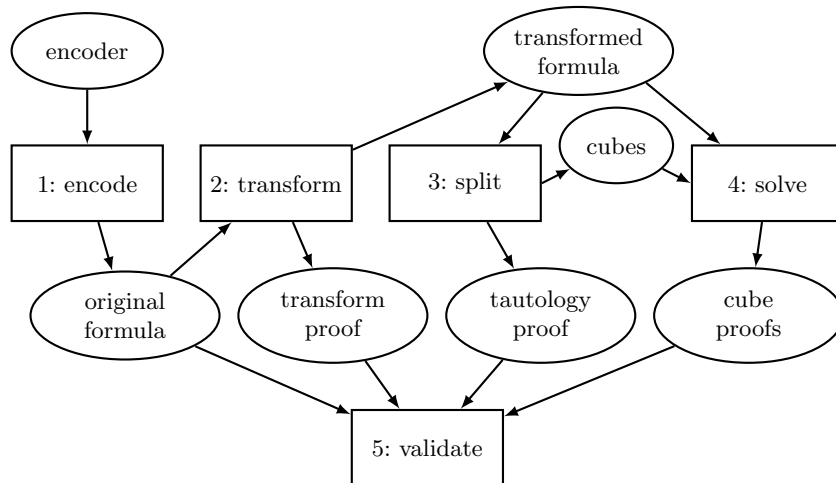 encoder
transformed
formula
cubes
1: encode
2: transform
3: split
4: solve
original
formula
transform
proof
tautology
proof
cube
proofs
5: validate